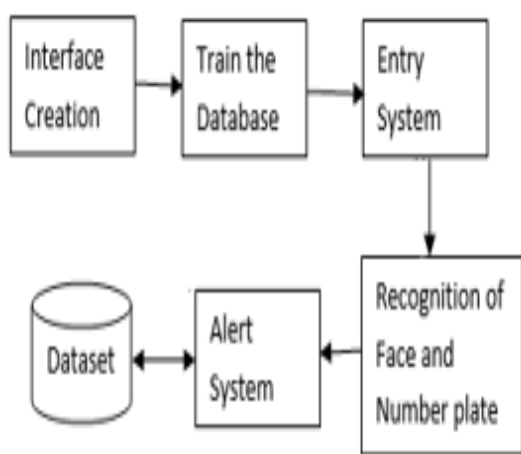 Interface
Creation
Train the
Database
Entry
System
Recognition of
Face and
Number plate
Alert
System
Dataset